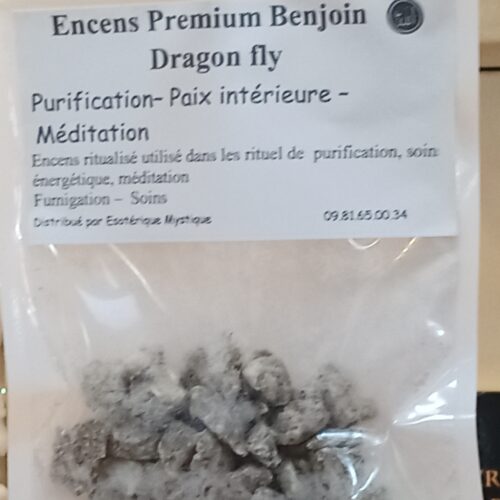 Encens Premium Benjoin
Dragon fly
Purification- Paix intérieure -
Méditation
Encens ritualisé utilisé dans les rituel de purification, soin
énergétique, méditation
Fumigation – Soins
Distribué par Esotérique Mystique 09.81.65.00.34